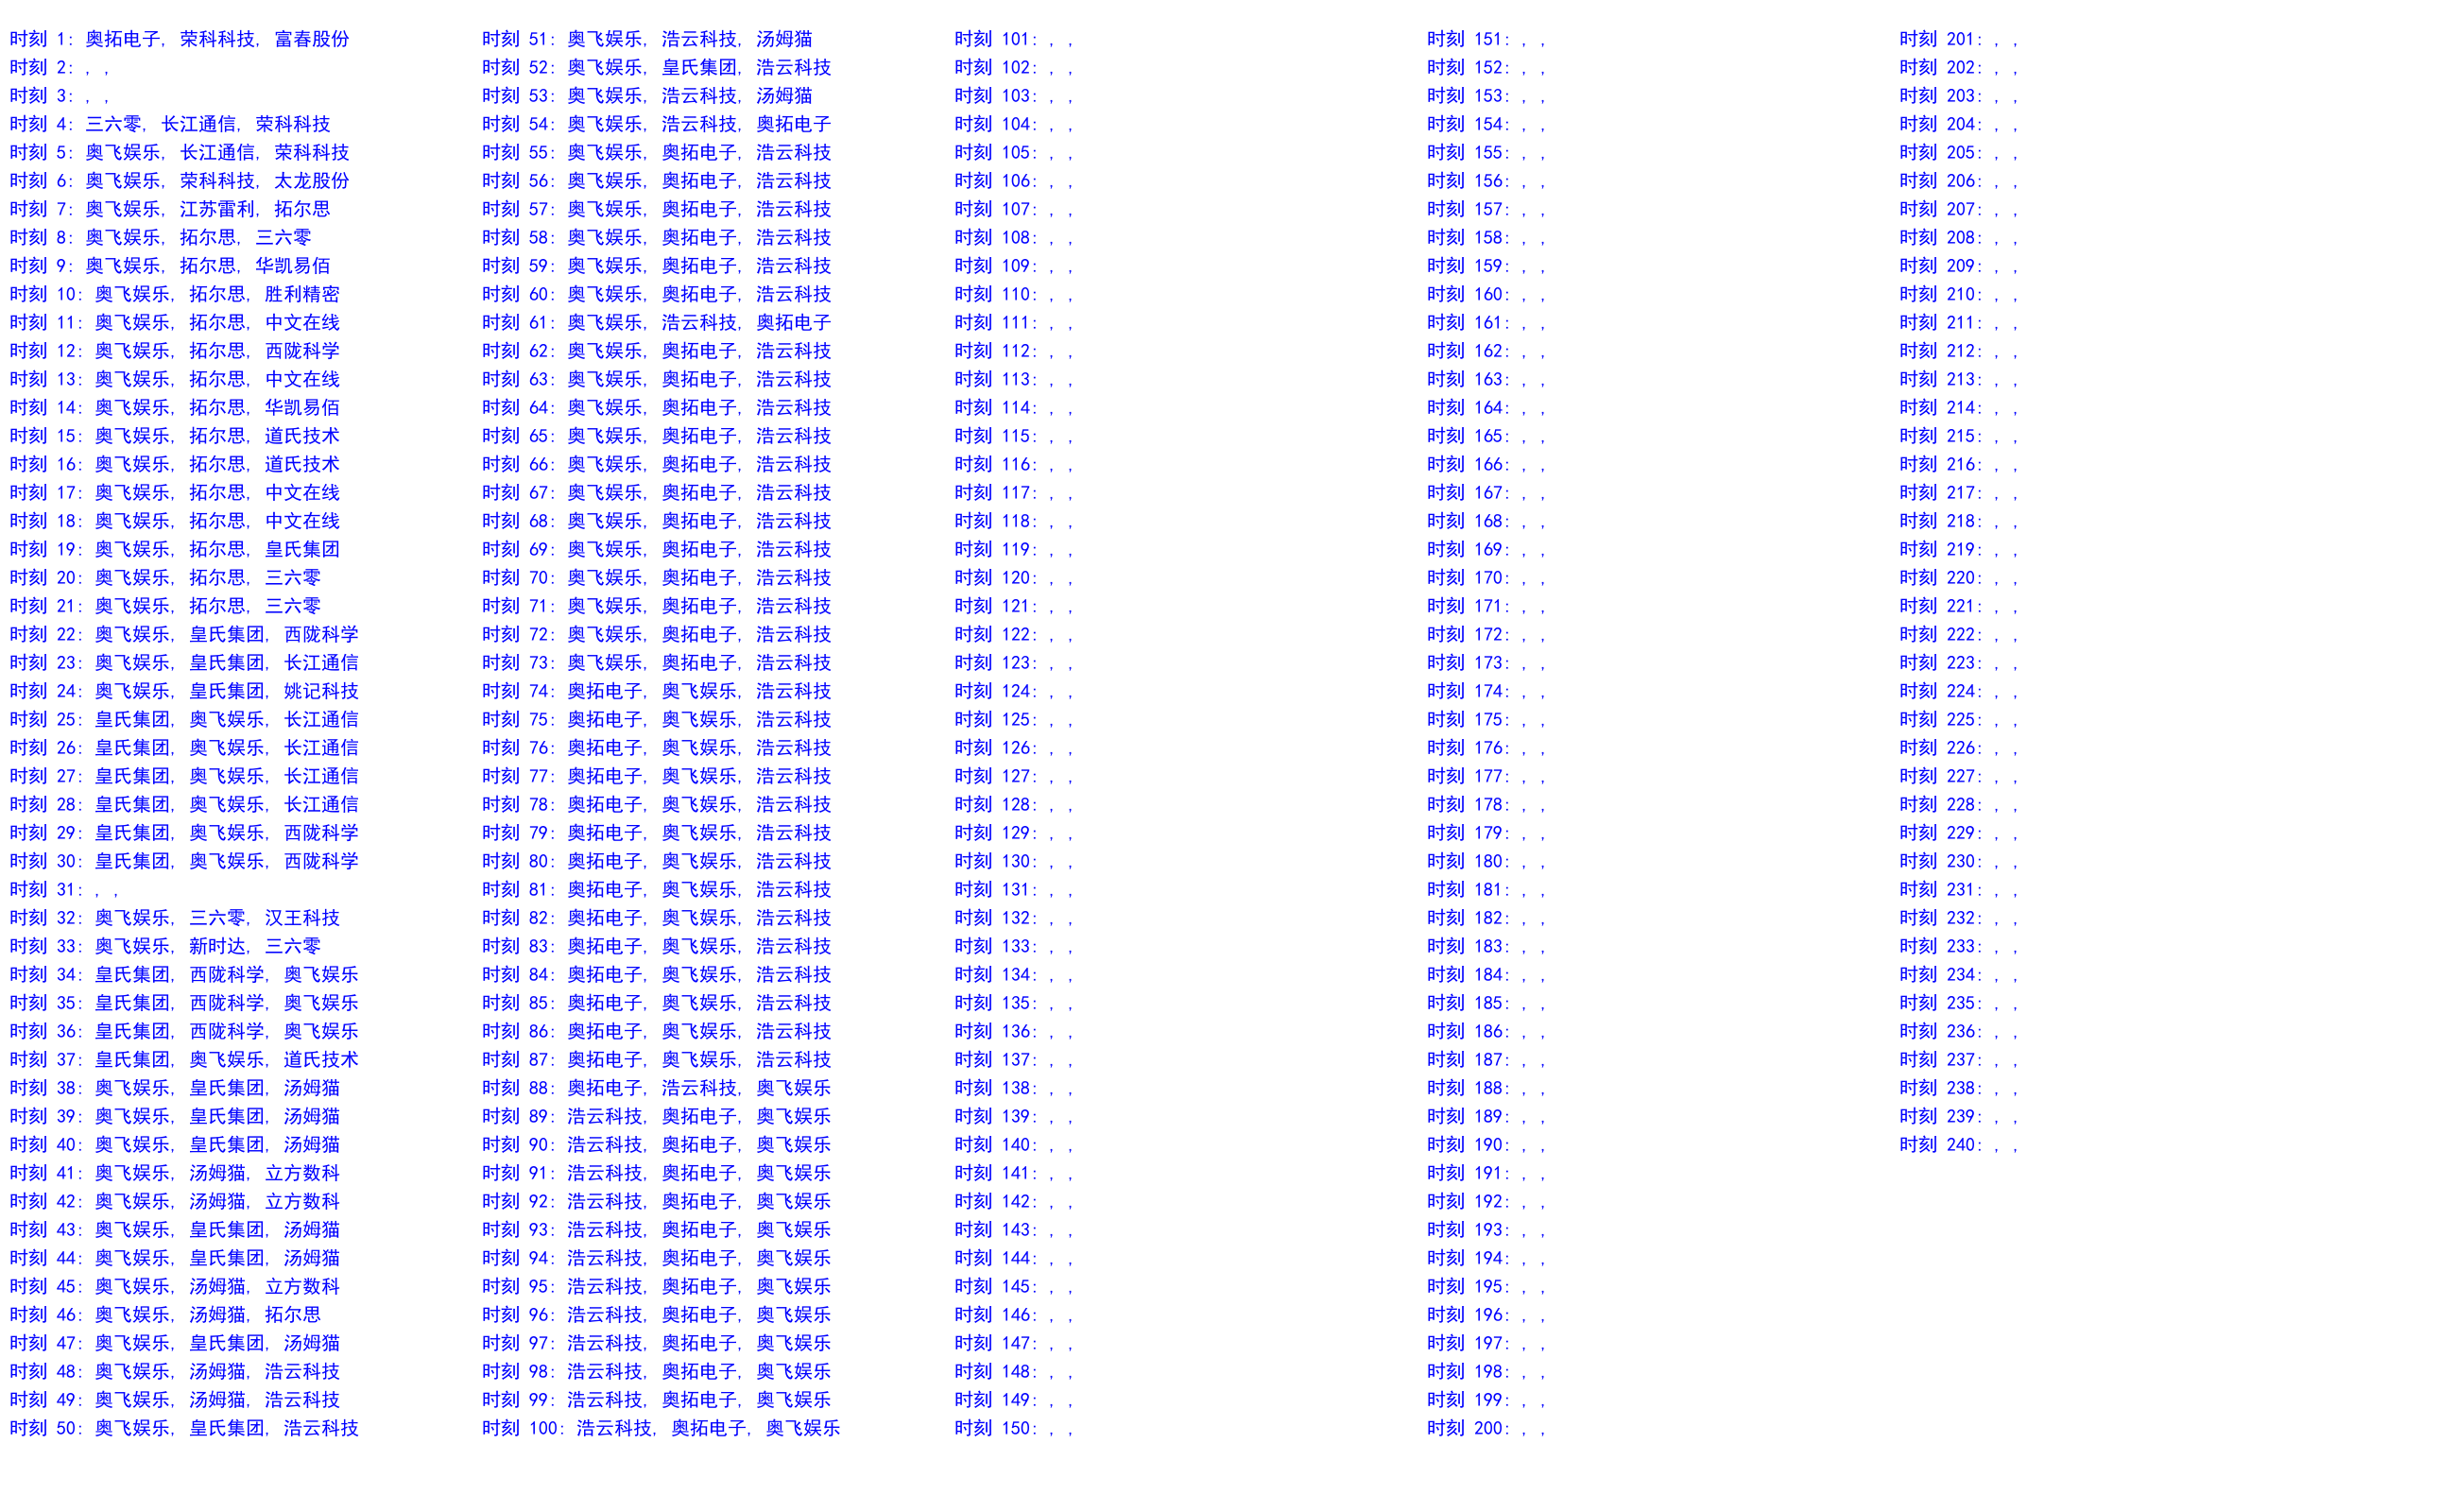 时刻 1: 奥拓电子, 荣科科技, 富春股份
时刻 2: , ,
时刻 3: , ,
时刻 4: 三六零, 长江通信, 荣科科技
时刻 5: 奥飞娱乐, 长江通信, 荣科科技
时刻 6: 奥飞娱乐, 荣科科技, 太龙股份
时刻 7: 奥飞娱乐, 江苏雷利, 拓尔思
时刻 8: 奥飞娱乐, 拓尔思, 三六零
时刻 9: 奥飞娱乐, 拓尔思, 华凯易佰
时刻 10: 奥飞娱乐, 拓尔思, 胜利精密
时刻 11: 奥飞娱乐, 拓尔思, 中文在线
时刻 12: 奥飞娱乐, 拓尔思, 西陇科学
时刻 13: 奥飞娱乐, 拓尔思, 中文在线
时刻 14: 奥飞娱乐, 拓尔思, 华凯易佰
时刻 15: 奥飞娱乐, 拓尔思, 道氏技术
时刻 16: 奥飞娱乐, 拓尔思, 道氏技术
时刻 17: 奥飞娱乐, 拓尔思, 中文在线
时刻 18: 奥飞娱乐, 拓尔思, 中文在线
时刻 19: 奥飞娱乐, 拓尔思, 皇氏集团
时刻 20: 奥飞娱乐, 拓尔思, 三六零
时刻 21: 奥飞娱乐, 拓尔思, 三六零
时刻 22: 奥飞娱乐, 皇氏集团, 西陇科学
时刻 23: 奥飞娱乐, 皇氏集团, 长江通信
时刻 24: 奥飞娱乐, 皇氏集团, 姚记科技
时刻 25: 皇氏集团, 奥飞娱乐, 长江通信
时刻 26: 皇氏集团, 奥飞娱乐, 长江通信
时刻 27: 皇氏集团, 奥飞娱乐, 长江通信
时刻 28: 皇氏集团, 奥飞娱乐, 长江通信
时刻 29: 皇氏集团, 奥飞娱乐, 西陇科学
时刻 30: 皇氏集团, 奥飞娱乐, 西陇科学
时刻 31: , ,
时刻 32: 奥飞娱乐, 三六零, 汉王科技
时刻 33: 奥飞娱乐, 新时达, 三六零
时刻 34: 皇氏集团, 西陇科学, 奥飞娱乐
时刻 35: 皇氏集团, 西陇科学, 奥飞娱乐
时刻 36: 皇氏集团, 西陇科学, 奥飞娱乐
时刻 37: 皇氏集团, 奥飞娱乐, 道氏技术
时刻 38: 奥飞娱乐, 皇氏集团, 汤姆猫
时刻 39: 奥飞娱乐, 皇氏集团, 汤姆猫
时刻 40: 奥飞娱乐, 皇氏集团, 汤姆猫
时刻 41: 奥飞娱乐, 汤姆猫, 立方数科
时刻 42: 奥飞娱乐, 汤姆猫, 立方数科
时刻 43: 奥飞娱乐, 皇氏集团, 汤姆猫
时刻 44: 奥飞娱乐, 皇氏集团, 汤姆猫
时刻 45: 奥飞娱乐, 汤姆猫, 立方数科
时刻 46: 奥飞娱乐, 汤姆猫, 拓尔思
时刻 47: 奥飞娱乐, 皇氏集团, 汤姆猫
时刻 48: 奥飞娱乐, 汤姆猫, 浩云科技
时刻 49: 奥飞娱乐, 汤姆猫, 浩云科技
时刻 50: 奥飞娱乐, 皇氏集团, 浩云科技
时刻 51: 奥飞娱乐, 浩云科技, 汤姆猫
时刻 52: 奥飞娱乐, 皇氏集团, 浩云科技
时刻 53: 奥飞娱乐, 浩云科技, 汤姆猫
时刻 54: 奥飞娱乐, 浩云科技, 奥拓电子
时刻 55: 奥飞娱乐, 奥拓电子, 浩云科技
时刻 56: 奥飞娱乐, 奥拓电子, 浩云科技
时刻 57: 奥飞娱乐, 奥拓电子, 浩云科技
时刻 58: 奥飞娱乐, 奥拓电子, 浩云科技
时刻 59: 奥飞娱乐, 奥拓电子, 浩云科技
时刻 60: 奥飞娱乐, 奥拓电子, 浩云科技
时刻 61: 奥飞娱乐, 浩云科技, 奥拓电子
时刻 62: 奥飞娱乐, 奥拓电子, 浩云科技
时刻 63: 奥飞娱乐, 奥拓电子, 浩云科技
时刻 64: 奥飞娱乐, 奥拓电子, 浩云科技
时刻 65: 奥飞娱乐, 奥拓电子, 浩云科技
时刻 66: 奥飞娱乐, 奥拓电子, 浩云科技
时刻 67: 奥飞娱乐, 奥拓电子, 浩云科技
时刻 68: 奥飞娱乐, 奥拓电子, 浩云科技
时刻 69: 奥飞娱乐, 奥拓电子, 浩云科技
时刻 70: 奥飞娱乐, 奥拓电子, 浩云科技
时刻 71: 奥飞娱乐, 奥拓电子, 浩云科技
时刻 72: 奥飞娱乐, 奥拓电子, 浩云科技
时刻 73: 奥飞娱乐, 奥拓电子, 浩云科技
时刻 74: 奥拓电子, 奥飞娱乐, 浩云科技
时刻 75: 奥拓电子, 奥飞娱乐, 浩云科技
时刻 76: 奥拓电子, 奥飞娱乐, 浩云科技
时刻 77: 奥拓电子, 奥飞娱乐, 浩云科技
时刻 78: 奥拓电子, 奥飞娱乐, 浩云科技
时刻 79: 奥拓电子, 奥飞娱乐, 浩云科技
时刻 80: 奥拓电子, 奥飞娱乐, 浩云科技
时刻 81: 奥拓电子, 奥飞娱乐, 浩云科技
时刻 82: 奥拓电子, 奥飞娱乐, 浩云科技
时刻 83: 奥拓电子, 奥飞娱乐, 浩云科技
时刻 84: 奥拓电子, 奥飞娱乐, 浩云科技
时刻 85: 奥拓电子, 奥飞娱乐, 浩云科技
时刻 86: 奥拓电子, 奥飞娱乐, 浩云科技
时刻 87: 奥拓电子, 奥飞娱乐, 浩云科技
时刻 88: 奥拓电子, 浩云科技, 奥飞娱乐
时刻 89: 浩云科技, 奥拓电子, 奥飞娱乐
时刻 90: 浩云科技, 奥拓电子, 奥飞娱乐
时刻 91: 浩云科技, 奥拓电子, 奥飞娱乐
时刻 92: 浩云科技, 奥拓电子, 奥飞娱乐
时刻 93: 浩云科技, 奥拓电子, 奥飞娱乐
时刻 94: 浩云科技, 奥拓电子, 奥飞娱乐
时刻 95: 浩云科技, 奥拓电子, 奥飞娱乐
时刻 96: 浩云科技, 奥拓电子, 奥飞娱乐
时刻 97: 浩云科技, 奥拓电子, 奥飞娱乐
时刻 98: 浩云科技, 奥拓电子, 奥飞娱乐
时刻 99: 浩云科技, 奥拓电子, 奥飞娱乐
时刻 100: 浩云科技, 奥拓电子, 奥飞娱乐
时刻 101: , ,
时刻 102: , ,
时刻 103: , ,
时刻 104: , ,
时刻 105: , ,
时刻 106: , ,
时刻 107: , ,
时刻 108: , ,
时刻 109: , ,
时刻 110: , ,
时刻 111: , ,
时刻 112: , ,
时刻 113: , ,
时刻 114: , ,
时刻 115: , ,
时刻 116: , ,
时刻 117: , ,
时刻 118: , ,
时刻 119: , ,
时刻 120: , ,
时刻 121: , ,
时刻 122: , ,
时刻 123: , ,
时刻 124: , ,
时刻 125: , ,
时刻 126: , ,
时刻 127: , ,
时刻 128: , ,
时刻 129: , ,
时刻 130: , ,
时刻 131: , ,
时刻 132: , ,
时刻 133: , ,
时刻 134: , ,
时刻 135: , ,
时刻 136: , ,
时刻 137: , ,
时刻 138: , ,
时刻 139: , ,
时刻 140: , ,
时刻 141: , ,
时刻 142: , ,
时刻 143: , ,
时刻 144: , ,
时刻 145: , ,
时刻 146: , ,
时刻 147: , ,
时刻 148: , ,
时刻 149: , ,
时刻 150: , ,
时刻 151: , ,
时刻 152: , ,
时刻 153: , ,
时刻 154: , ,
时刻 155: , ,
时刻 156: , ,
时刻 157: , ,
时刻 158: , ,
时刻 159: , ,
时刻 160: , ,
时刻 161: , ,
时刻 162: , ,
时刻 163: , ,
时刻 164: , ,
时刻 165: , ,
时刻 166: , ,
时刻 167: , ,
时刻 168: , ,
时刻 169: , ,
时刻 170: , ,
时刻 171: , ,
时刻 172: , ,
时刻 173: , ,
时刻 174: , ,
时刻 175: , ,
时刻 176: , ,
时刻 177: , ,
时刻 178: , ,
时刻 179: , ,
时刻 180: , ,
时刻 181: , ,
时刻 182: , ,
时刻 183: , ,
时刻 184: , ,
时刻 185: , ,
时刻 186: , ,
时刻 187: , ,
时刻 188: , ,
时刻 189: , ,
时刻 190: , ,
时刻 191: , ,
时刻 192: , ,
时刻 193: , ,
时刻 194: , ,
时刻 195: , ,
时刻 196: , ,
时刻 197: , ,
时刻 198: , ,
时刻 199: , ,
时刻 200: , ,
时刻 201: , ,
时刻 202: , ,
时刻 203: , ,
时刻 204: , ,
时刻 205: , ,
时刻 206: , ,
时刻 207: , ,
时刻 208: , ,
时刻 209: , ,
时刻 210: , ,
时刻 211: , ,
时刻 212: , ,
时刻 213: , ,
时刻 214: , ,
时刻 215: , ,
时刻 216: , ,
时刻 217: , ,
时刻 218: , ,
时刻 219: , ,
时刻 220: , ,
时刻 221: , ,
时刻 222: , ,
时刻 223: , ,
时刻 224: , ,
时刻 225: , ,
时刻 226: , ,
时刻 227: , ,
时刻 228: , ,
时刻 229: , ,
时刻 230: , ,
时刻 231: , ,
时刻 232: , ,
时刻 233: , ,
时刻 234: , ,
时刻 235: , ,
时刻 236: , ,
时刻 237: , ,
时刻 238: , ,
时刻 239: , ,
时刻 240: , ,